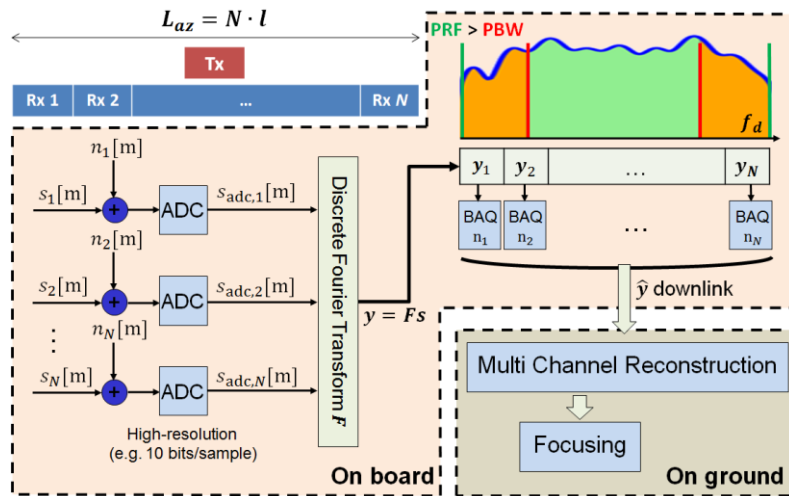 L_az = N · l
Tx
Rx 1 Rx 2 ... Rx N
PRF > PBW
f_d
n_1[m]
s_1[m] + ADC s_adc,1[m]
n_2[m]
s_2[m] + ADC s_adc,2[m]
⋮
n_N[m]
s_N[m] + ADC s_adc,N[m]
High-resolution
(e.g. 10 bits/sample)
Discrete Fourier Transform F
y = Fs
y_1 y_2 ... y_N
BAQ BAQ ... BAQ
n_1 n_2 n_N
ŷ downlink
Multi Channel Reconstruction
Focusing
On board
On ground